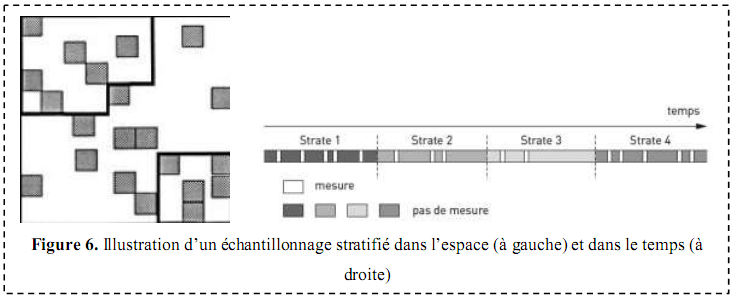 temps
Strate 1 Strate 2 Strate 3 Strate 4
mesure
pas de mesure
Figure 6. Illustration d’un échantillonnage stratifié dans l’espace (à gauche) et dans le temps (à
droite)